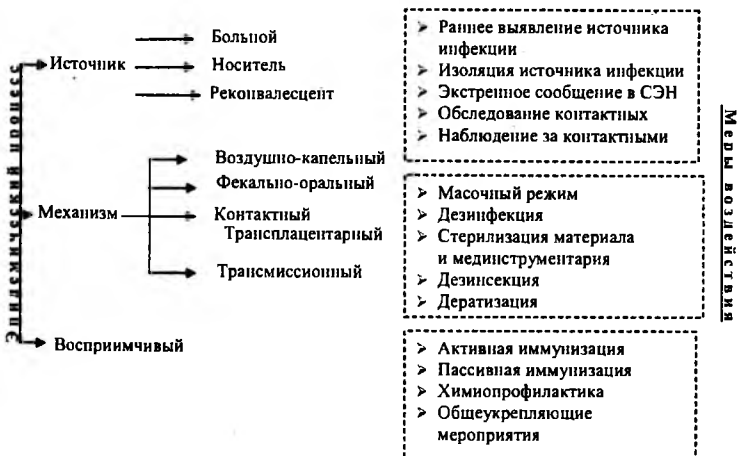 Эпидемический процесс
Источник
Больной
Носитель
Реконвалесцент
Механизм
Воздушно-капельный
Фекально-оральный
Контактный
Трансплацентарный
Трансмиссионный
Восприимчивый
➢ Раннее выявление источника
инфекции
➢ Изоляция источника инфекции
➢ Экстренное сообщение в СЭН
➢ Обследование контактных
➢ Наблюдение за контактными
➢ Масочный режим
➢ Дезинфекция
➢ Стерилизация материала
и мединструментария
➢ Дезинсекция
➢ Дератизация
➢ Активная иммунизация
➢ Пассивная иммунизация
➢ Химиопрофилактика
➢ Общеукрепляющие
мероприятия
Меры воздействия